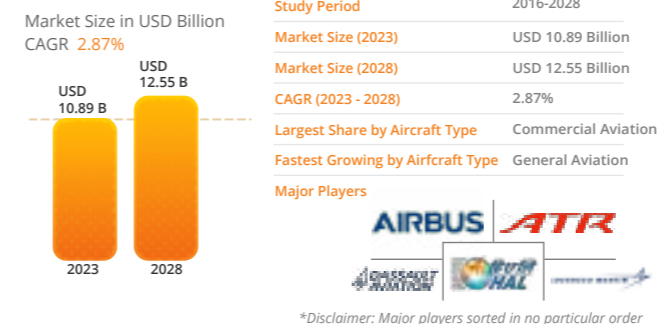 Market Size in USD Billion
CAGR 2.87%
USD
10.89 B
USD
12.55 B
2023
2028
Study Period 2016-2028
Market Size (2023) USD 10.89 Billion
Market Size (2028) USD 12.55 Billion
CAGR (2023 - 2028) 2.87%
Largest Share by Aircraft Type Commercial Aviation
Fastest Growing by Airfcraft Type General Aviation
Major Players
AIRBUS ATR
DASSAULT
AVIATION
HAL
*Disclaimer: Major players sorted in no particular order